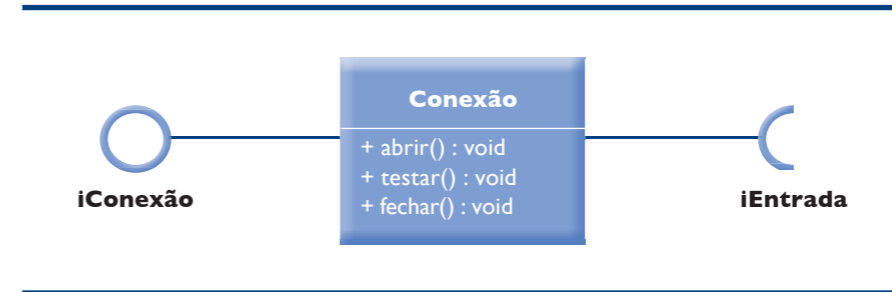 Conexão
+ abrir() : void
+ testar() : void
+ fechar() : void
iConexão
iEntrada